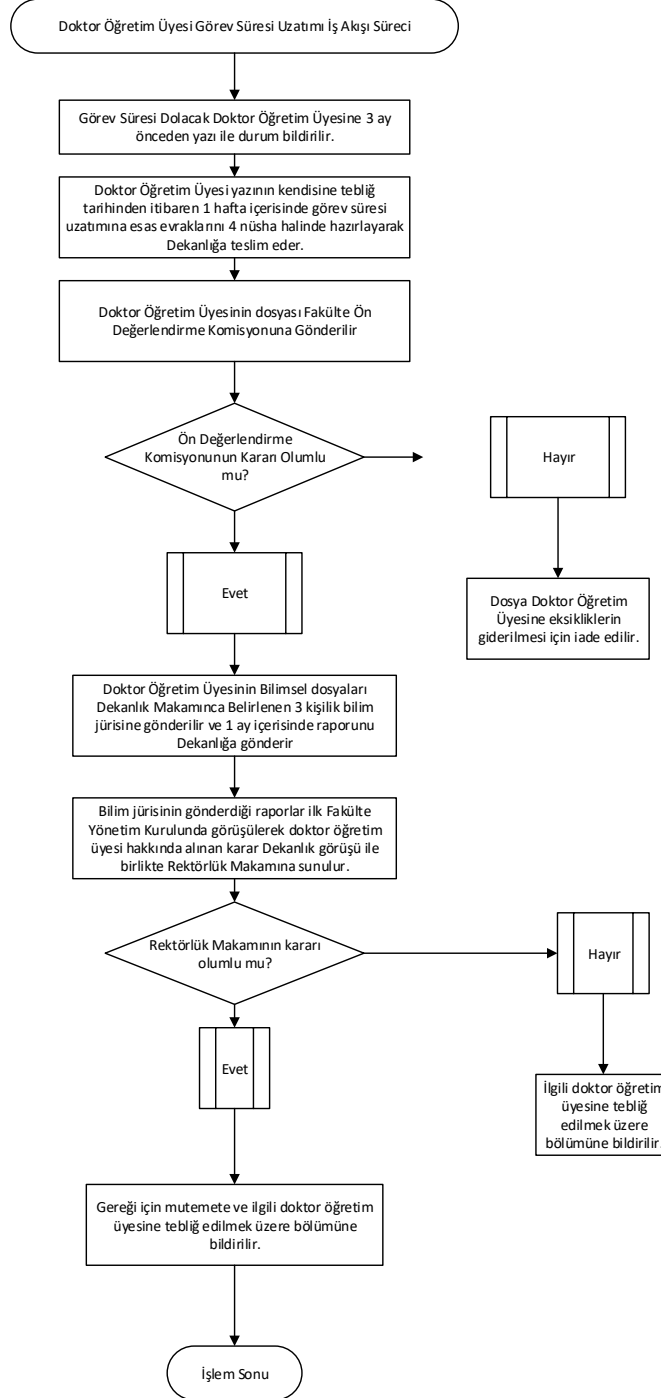 Doktor Öğretim Üyesi Görev Süresi Uzatımı İş Akışı Süreci
Görev Süresi Dolacak Doktor Öğretim Üyesine 3 ay
önceden yazı ile durum bildirilir.
Doktor Öğretim Üyesi yazının kendisine tebliğ
tarihinden itibaren 1 hafta içerisinde görev süresi
uzatımına esas evraklarını 4 nüsha halinde hazırlayarak
Dekanlığa teslim eder.
Doktor Öğretim Üyesinin dosyası Fakülte Ön
Değerlendirme Komisyonuna Gönderilir
Ön Değerlendirme
Komisyonunun Kararı Olumlu
mu?
Hayır
Evet
Dosya Doktor Öğretim
Üyesine eksikliklerin
giderilmesi için iade edilir.
Doktor Öğretim Üyesinin Bilimsel dosyaları
Dekanlık Makamınca Belirlenen 3 kişilik bilim
jürisine gönderilir ve 1 ay içerisinde raporunu
Dekanlığa gönderir
Bilim jürisinin gönderdiği raporlar ilk Fakülte
Yönetim Kurulunda görüşülerek doktor öğretim
üyesi hakkında alınan karar Dekanlık görüşü ile
birlikte Rektörlük Makamına sunulur.
Rektörlük Makamının kararı
olumlu mu?
Hayır
Evet
İlgili doktor öğretim
üyesine tebliğ
edilmek üzere
bölümüne bildirilir.
Gereği için mutemete ve ilgili doktor öğretim
üyesine tebliğ edilmek üzere bölümüne
bildirilir.
İşlem Sonu